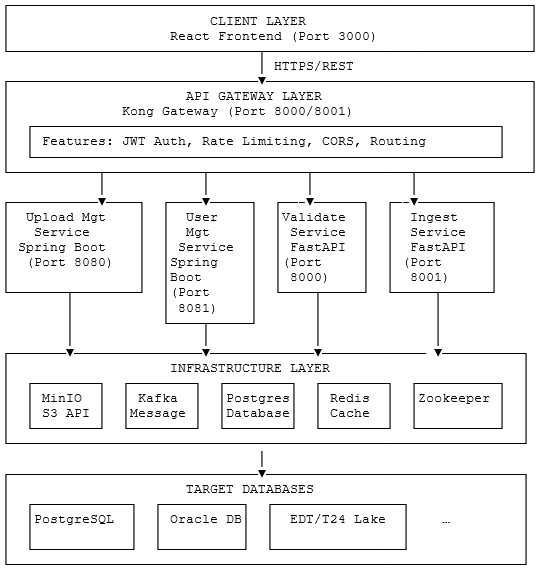 CLIENT LAYER
React Frontend (Port 3000)
HTTPS/REST
API GATEWAY LAYER
Kong Gateway (Port 8000/8001)
Features: JWT Auth, Rate Limiting, CORS, Routing
Upload Mgt
Service
Spring Boot
(Port 8080)
User
Mgt
Service
Spring
Boot
(Port
8081)
Validate
Service
FastAPI
(Port
8000)
Ingest
Service
FastAPI
(Port
8001)
INFRASTRUCTURE LAYER
MinIO
S3 API
Kafka
Message
Postgres
Database
Redis
Cache
Zookeeper
TARGET DATABASES
PostgreSQL
Oracle DB
EDT/T24 Lake
…